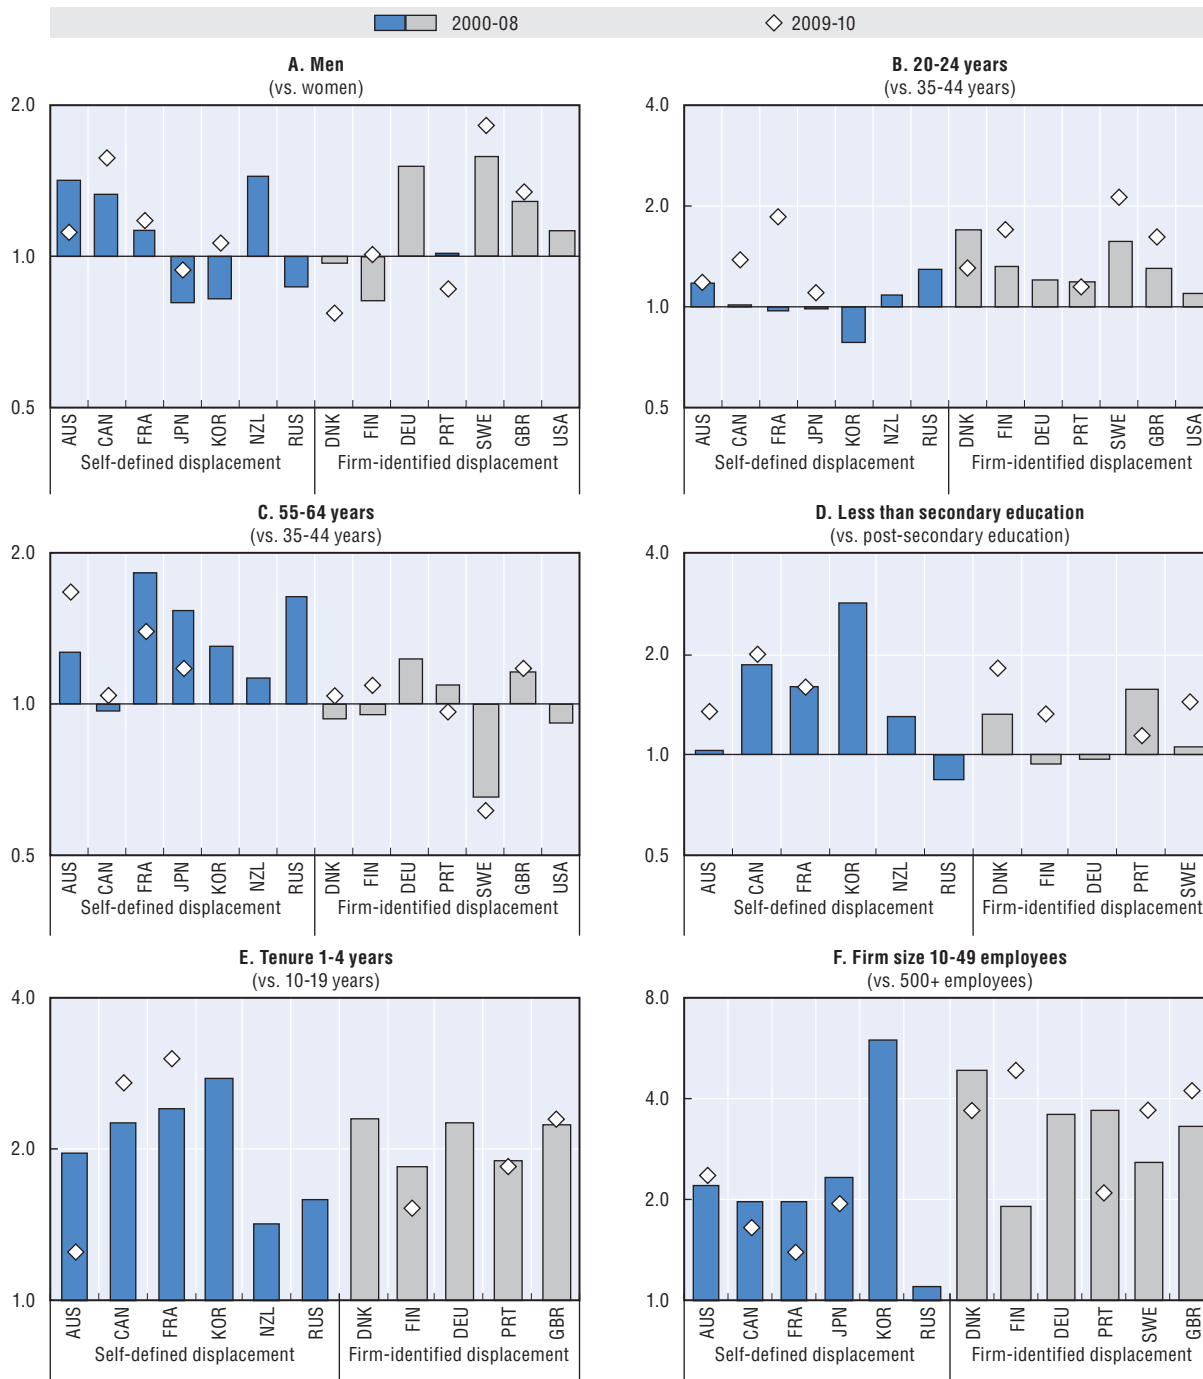 2000-08 2009-10
A. Men
(vs. women)
2.0
1.0
0.5
AUS CAN FRA JPN KOR NZL RUS DNK FIN DEU PRT SWE GBR USA
Self-defined displacement Firm-identified displacement
B. 20-24 years
(vs. 35-44 years)
4.0
2.0
1.0
0.5
AUS CAN FRA JPN KOR NZL RUS DNK FIN DEU PRT SWE GBR USA
Self-defined displacement Firm-identified displacement
C. 55-64 years
(vs. 35-44 years)
2.0
1.0
0.5
AUS CAN FRA JPN KOR NZL RUS DNK FIN DEU PRT SWE GBR USA
Self-defined displacement Firm-identified displacement
D. Less than secondary education
(vs. post-secondary education)
4.0
2.0
1.0
0.5
AUS CAN FRA KOR NZL RUS DNK FIN DEU PRT SWE
Self-defined displacement Firm-identified displacement
E. Tenure 1-4 years
(vs. 10-19 years)
4.0
2.0
1.0
AUS CAN FRA KOR NZL RUS DNK FIN DEU PRT GBR
Self-defined displacement Firm-identified displacement
F. Firm size 10-49 employees
(vs. 500+ employees)
8.0
4.0
2.0
1.0
AUS CAN FRA JPN KOR RUS DNK FIN DEU PRT SWE GBR
Self-defined displacement Firm-identified displacement